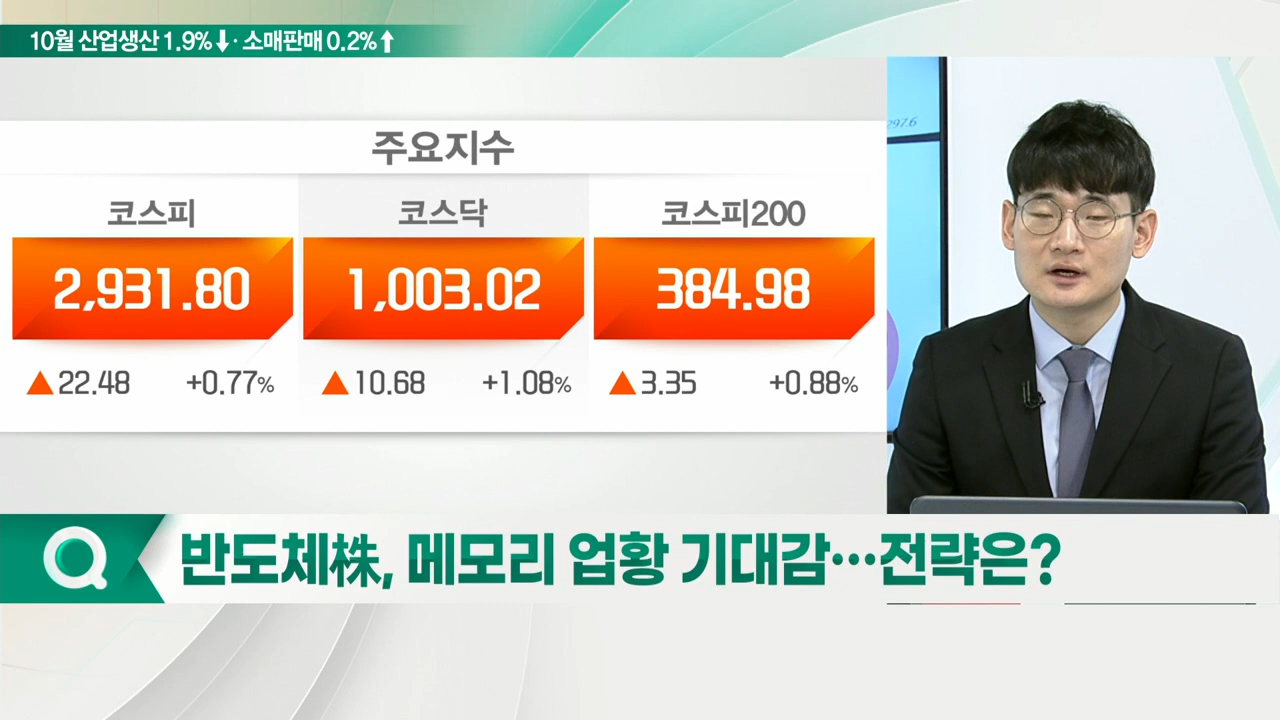 10월 산업생산 1.9%⬇· 소매판매 0.2%⬆
297.6
주요지수
코스피 코스닥 코스피200
2,931.80 1,003.02 384.98
▲22.48 +0.77% ▲10.68 +1.08% ▲3.35 +0.88%
반도체株, 메모리 업황 기대감…전략은?